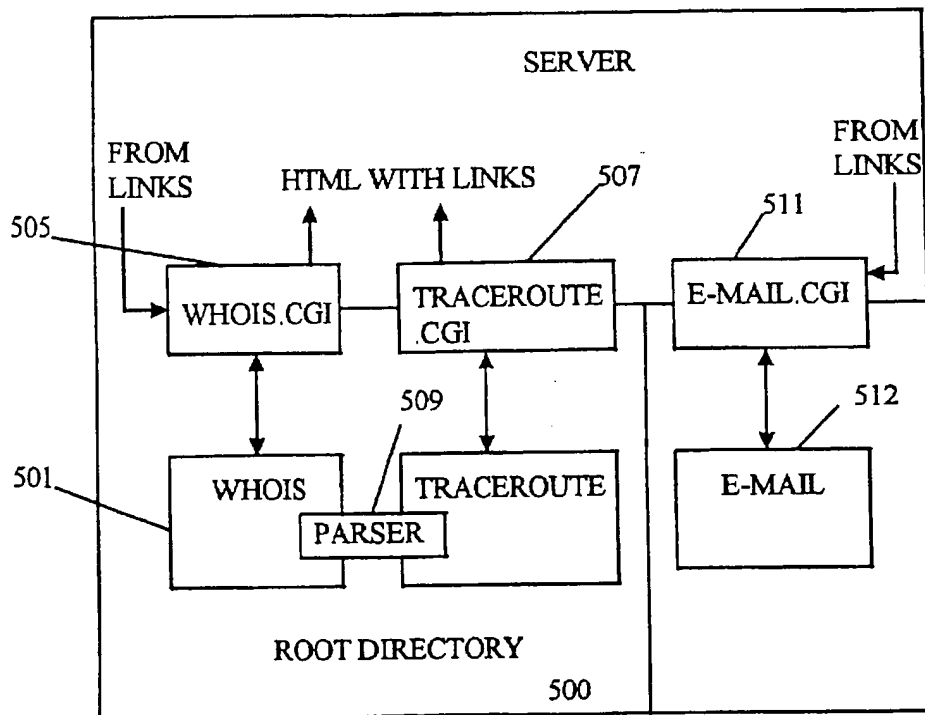 SERVER
FROM
LINKS
HTML WITH LINKS
507
FROM
LINKS
511
505
WHOIS.CGI
TRACEROUTE
.CGI
E-MAIL.CGI
509
512
501
WHOIS
TRACEROUTE
E-MAIL
PARSER
ROOT DIRECTORY
500